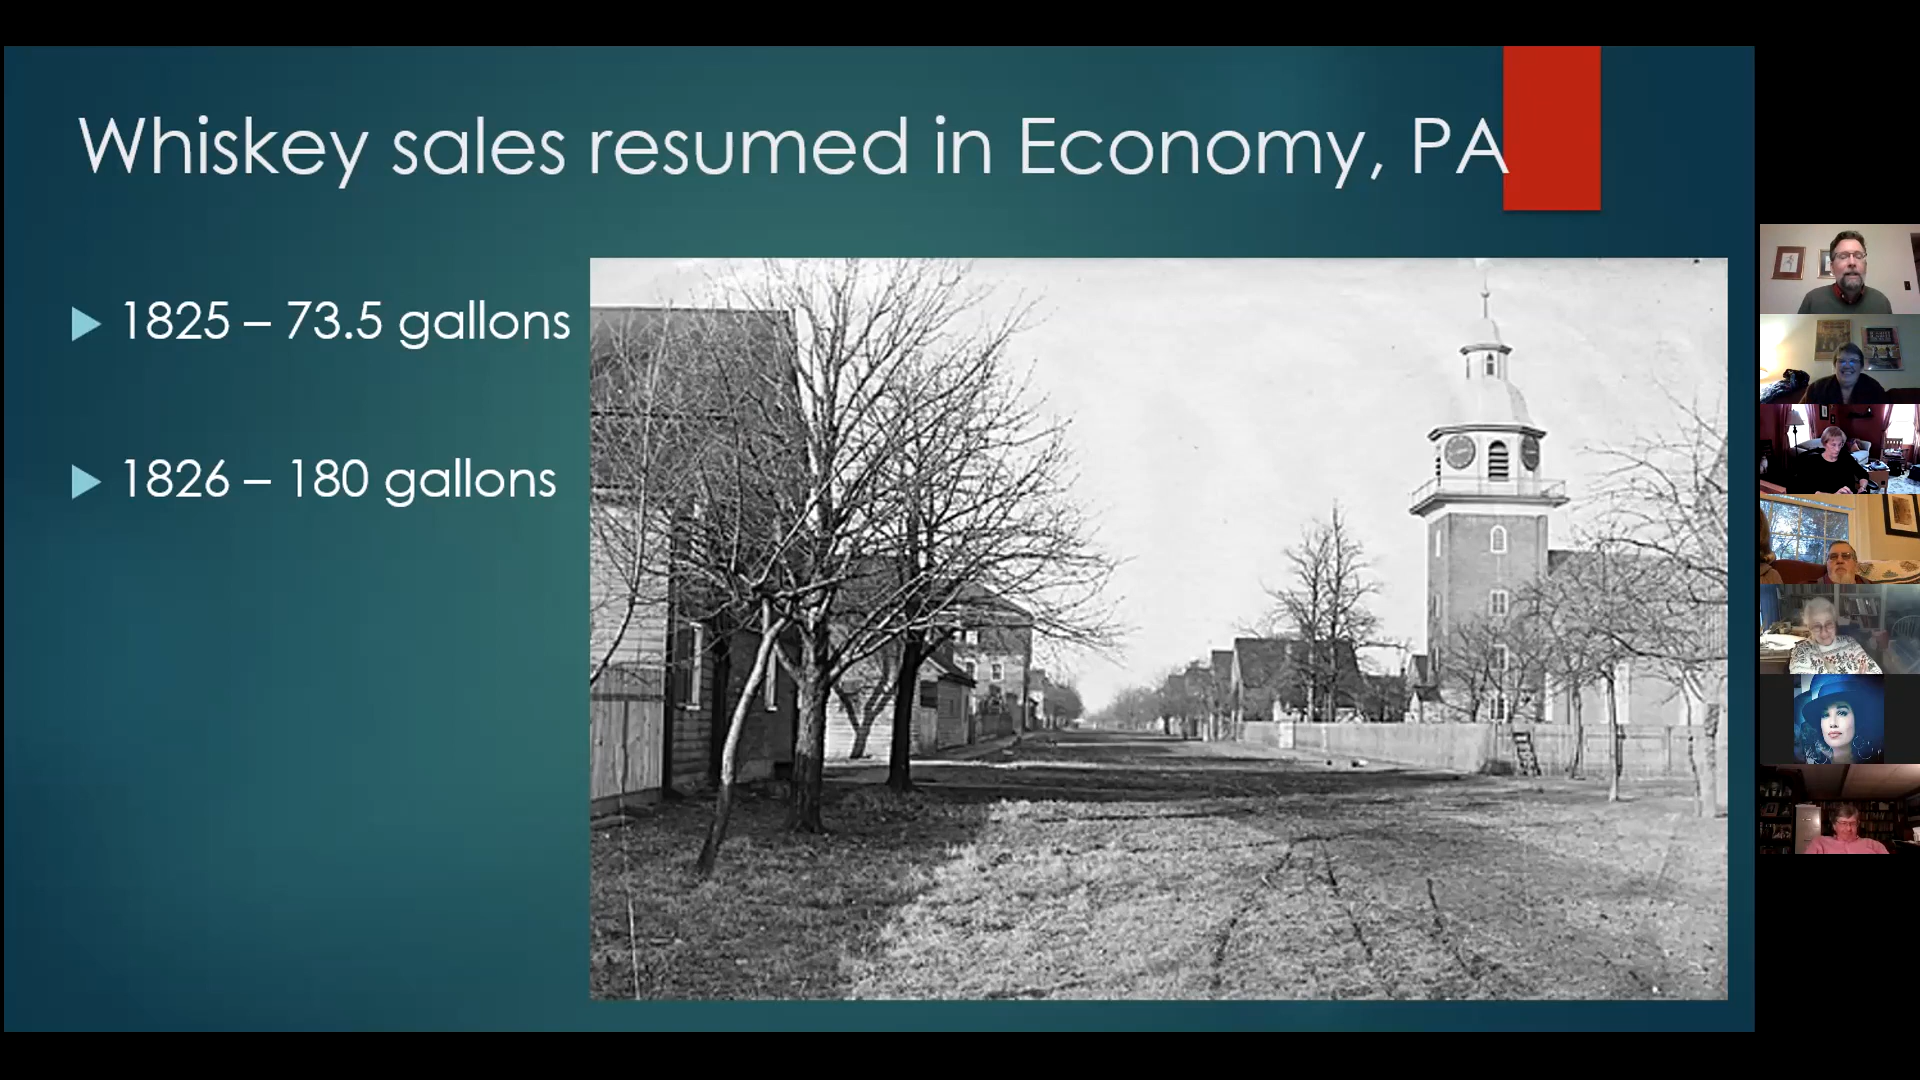 Whiskey sales resumed in Economy, PA
1825 – 73.5 gallons
1826 – 180 gallons